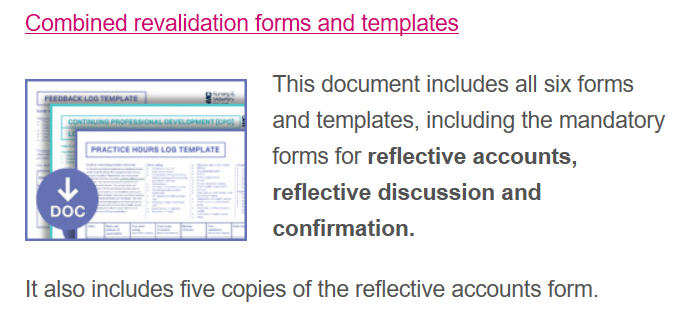 Combined revalidation forms and templates
This document includes all six forms
and templates, including the mandatory
forms for reflective accounts,
reflective discussion and
confirmation.
FEEDBACK LOG TEMPLATE
CONTINUING PROFESSIONAL DEVELOPMENT (CPD)
PRACTICE HOURS LOG TEMPLATE
DOC
It also includes five copies of the reflective accounts form.